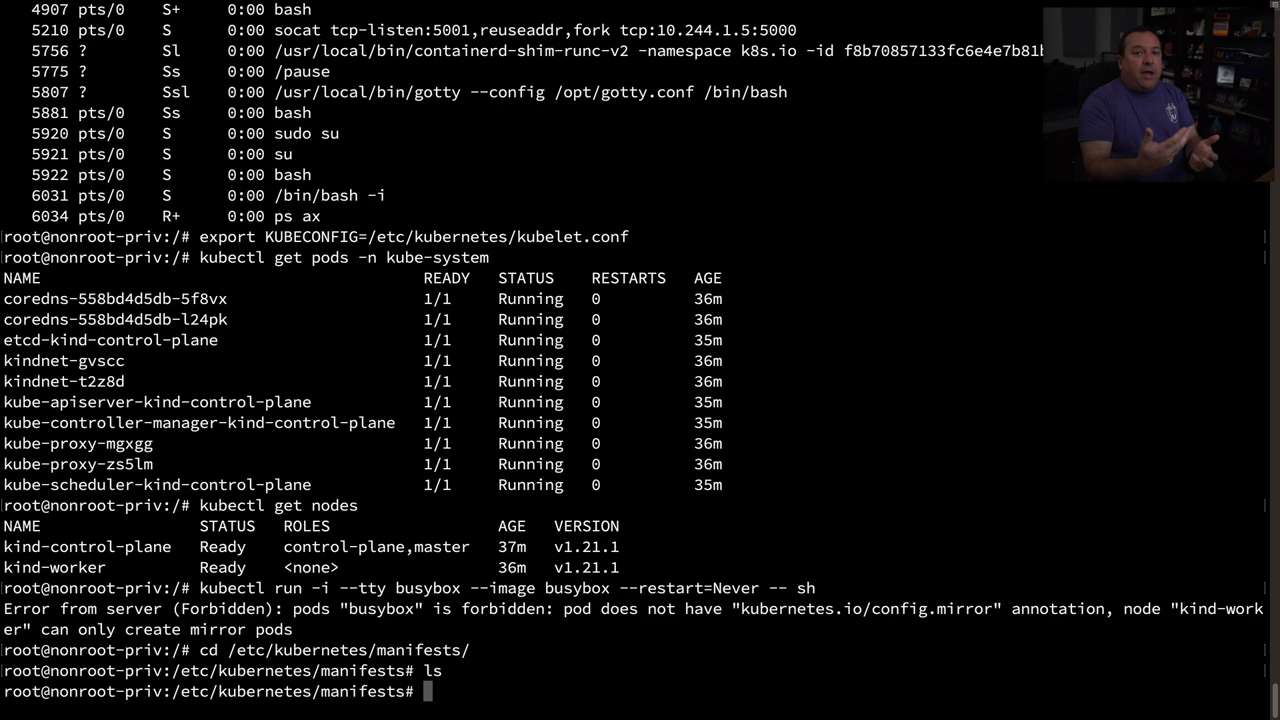 4907 pts/0    S+     0:00 bash
5210 pts/0    S      0:00 socat tcp-listen:5001,reuseaddr,fork tcp:10.244.1.5:5000
5756 ?        Sl     0:00 /usr/local/bin/containerd-shim-runc-v2 -namespace k8s.io -id f8b70857133fc6e4e7b81b
5775 ?        Ss     0:00 /pause
5807 ?        Ssl    0:00 /usr/local/bin/gotty --config /opt/gotty.conf /bin/bash
5881 pts/0    Ss     0:00 bash
5920 pts/0    S      0:00 sudo su
5921 pts/0    S      0:00 su
5922 pts/0    S      0:00 bash
6031 pts/0    S      0:00 /bin/bash -i
6034 pts/0    R+     0:00 ps ax
root@nonroot-priv:/# export KUBECONFIG=/etc/kubernetes/kubelet.conf
root@nonroot-priv:/# kubectl get pods -n kube-system
NAME                                         READY   STATUS    RESTARTS   AGE
coredns-558bd4d5db-5f8vx                     1/1     Running   0          36m
coredns-558bd4d5db-l24pk                     1/1     Running   0          36m
etcd-kind-control-plane                      1/1     Running   0          35m
kindnet-gvscc                                1/1     Running   0          36m
kindnet-t2z8d                                1/1     Running   0          36m
kube-apiserver-kind-control-plane            1/1     Running   0          35m
kube-controller-manager-kind-control-plane   1/1     Running   0          35m
kube-proxy-mgxgg                             1/1     Running   0          36m
kube-proxy-zs5lm                             1/1     Running   0          36m
kube-scheduler-kind-control-plane            1/1     Running   0          35m
root@nonroot-priv:/# kubectl get nodes
NAME                 STATUS   ROLES                  AGE   VERSION
kind-control-plane   Ready    control-plane,master   37m   v1.21.1
kind-worker          Ready    <none>                 36m   v1.21.1
root@nonroot-priv:/# kubectl run -i --tty busybox --image busybox --restart=Never -- sh
Error from server (Forbidden): pods "busybox" is forbidden: pod does not have "kubernetes.io/config.mirror" annotation, node "kind-work
er" can only create mirror pods
root@nonroot-priv:/# cd /etc/kubernetes/manifests/
root@nonroot-priv:/etc/kubernetes/manifests# ls
root@nonroot-priv:/etc/kubernetes/manifests#